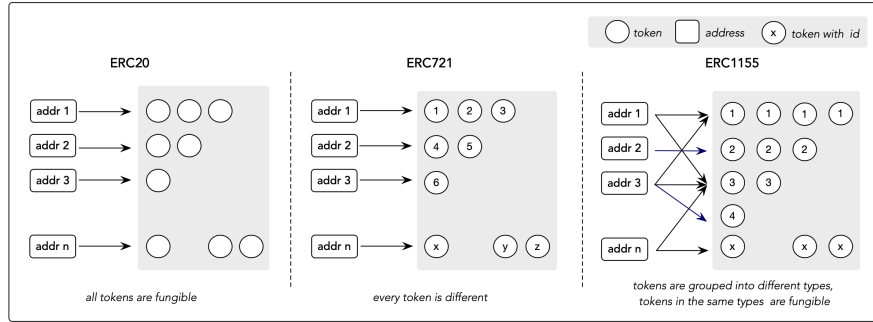 token address x token with id
ERC20 ERC721 ERC1155
addr 1 addr 1 1 2 3 addr 1 1 1 1 1
addr 2 addr 2 4 5 addr 2 2 2 2
addr 3 addr 3 6 addr 3 3 3
4
addr n addr n x y z addr n x x x
all tokens are fungible every token is different tokens are grouped into different types,
tokens in the same types are fungible